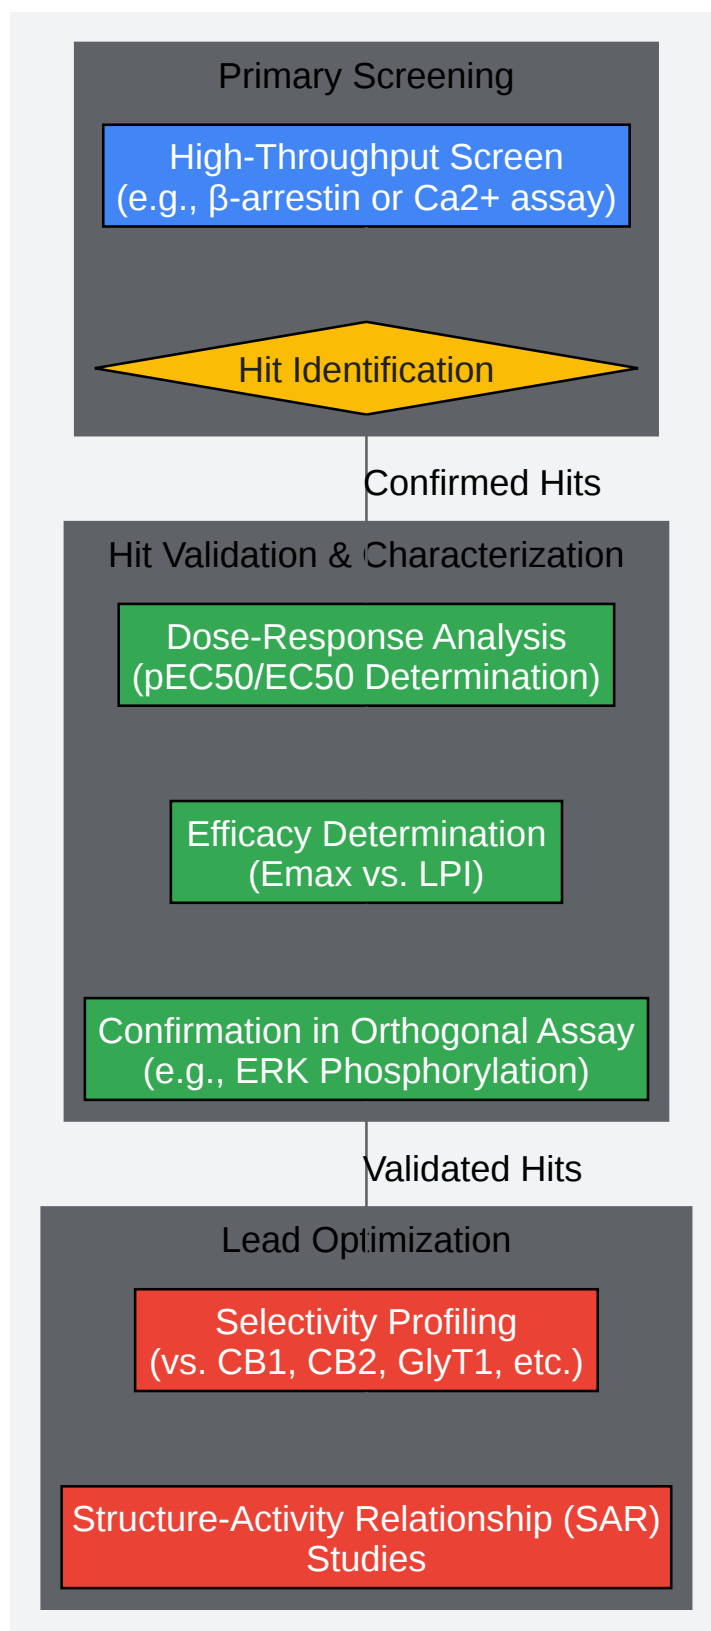 Primary Screening
High-Throughput Screen
(e.g., β-arrestin or Ca2+ assay)
Hit Identification
Confirmed Hits
Hit Validation & Characterization
Dose-Response Analysis
(pEC50/EC50 Determination)
Efficacy Determination
(Emax vs. LPI)
Confirmation in Orthogonal Assay
(e.g., ERK Phosphorylation)
Validated Hits
Lead Optimization
Selectivity Profiling
(vs. CB1, CB2, GlyT1, etc.)
Structure-Activity Relationship (SAR)
Studies